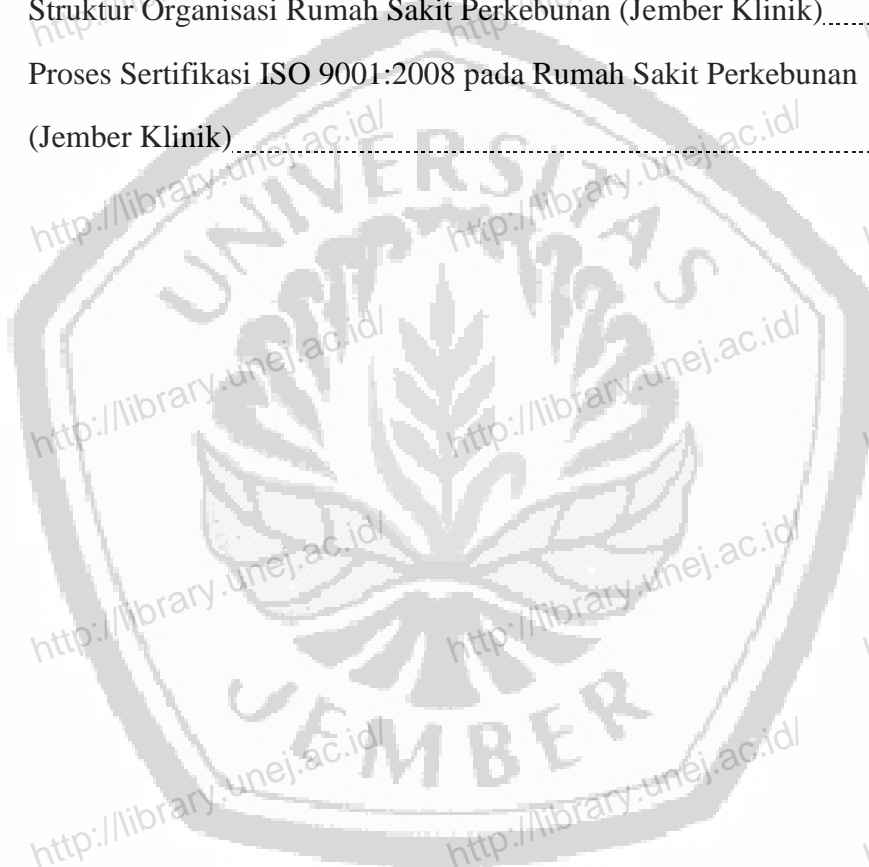 Struktur Organisasi Rumah Sakit Perkebunan (Jember Klinik)
Proses Sertifikasi ISO 9001:2008 pada Rumah Sakit Perkebunan
(Jember Klinik)
UNIVERSITAS
JEMBER
http://library.unej.ac.id/
http://library.unej.ac.id/
http://library.unej.ac.id/
http://library.unej.ac.id/
http://library.unej.ac.id/
http://library.unej.ac.id/
http://library.unej.ac.id/
http://library.unej.ac.id/